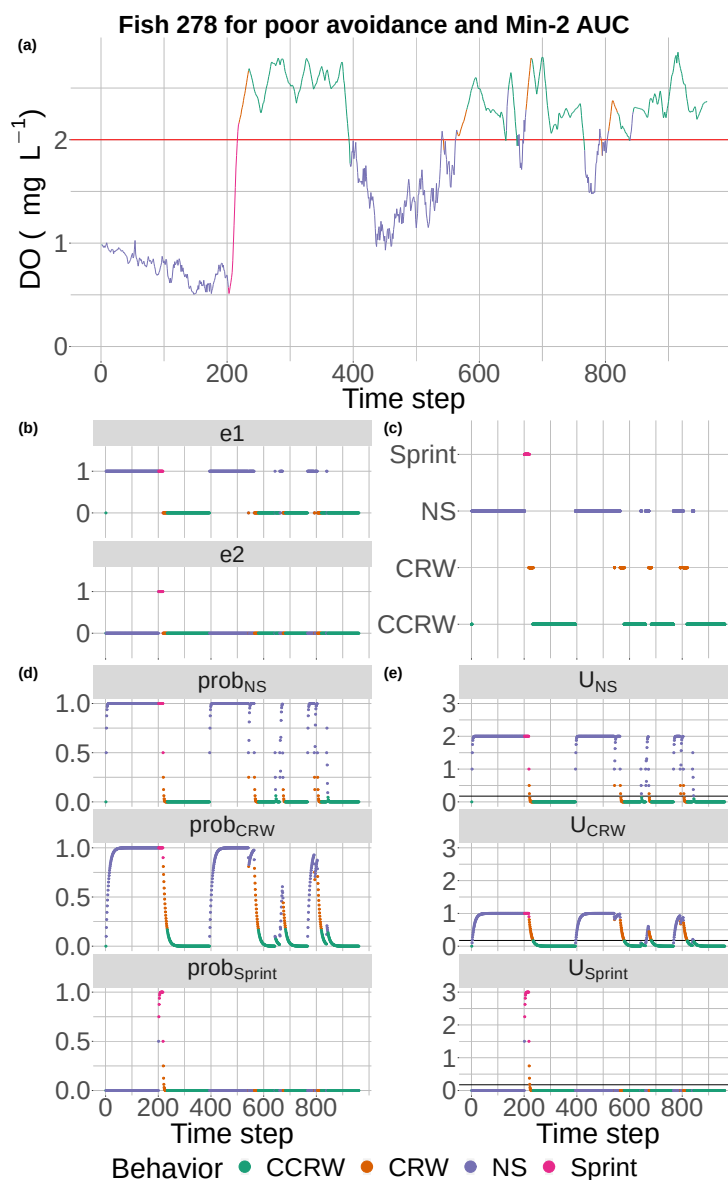 Fish 278 for poor avoidance and Min-2 AUC
(a)
DO ( mg L⁻¹)
2
1
0
0 200 400 600 800
Time step
(b)
e1
1
0
e2
1
0
(c)
Sprint
NS
CRW
CCRW
(d)
prob_NS
1.0
0.5
0.0
prob_CRW
1.0
0.5
0.0
prob_Sprint
1.0
0.5
0.0
0 200 400 600 800
Time step
(e)
U_NS
3
2
1
0
U_CRW
3
2
1
0
U_Sprint
3
2
1
0
0 200 400 600 800
Time step
Behavior CCRW CRW NS Sprint